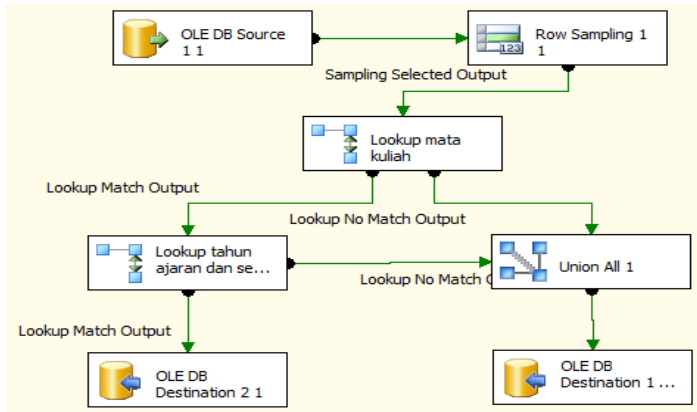 OLE DB Source
1 1
Row Sampling 1
1
123
Sampling Selected Output
Lookup mata
kuliah
Lookup Match Output
Lookup No Match Output
Lookup tahun
ajaran dan se...
Lookup No Match
Union All 1
Lookup Match Output
OLE DB
Destination 2 1
OLE DB
Destination 1 ...